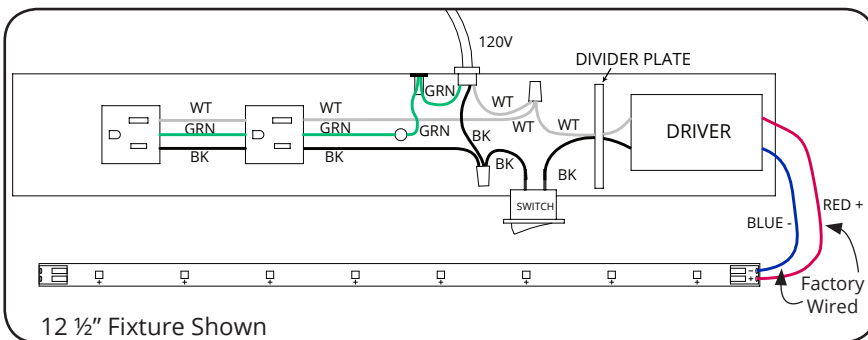 120V
DIVIDER PLATE
GRN
WT
WT
WT
WT
WT
GRN
GRN
GRN
BK
DRIVER
BK
BK
BK
BK
SWITCH
RED +
BLUE -
- 
+
+ + + + + + + +
Factory
Wired
12 ½” Fixture Shown